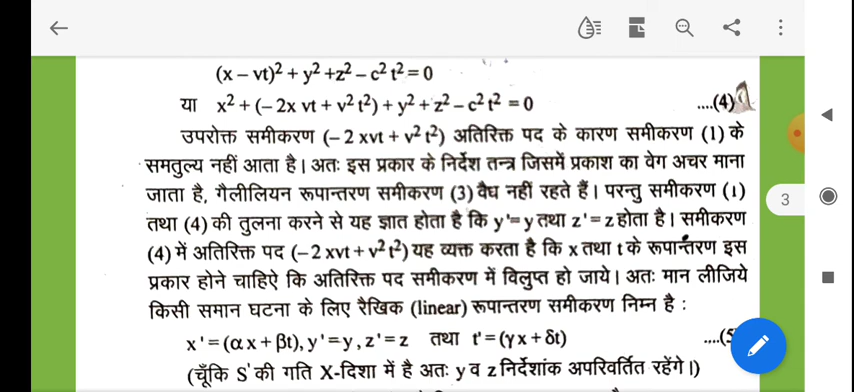 (x – vt)² + y² +z² – c² t² = 0
या x² + (– 2x vt + v² t²) + y² + z² – c² t² = 0 ....(4)
उपरोक्त समीकरण (– 2 xvt + v² t²) अतिरिक्त पद के कारण समीकरण (1) के
समतुल्य नहीं आता है। अतः इस प्रकार के निर्देश तन्त्र जिसमें प्रकाश का वेग अचर माना
जाता है, गैलीलियन रूपान्तरण समीकरण (3) वैध नहीं रहते हैं। परन्तु समीकरण (1)
तथा (4) की तुलना करने से यह ज्ञात होता है कि y' = y तथा z' = z होता है। समीकरण
(4) में अतिरिक्त पद (– 2 xvt + v² t²) यह व्यक्त करता है कि x तथा t के रूपान्तरण इस
प्रकार होने चाहिऐ कि अतिरिक्त पद समीकरण में विलुप्त हो जाये। अतः मान लीजिये
किसी समान घटना के लिए रैखिक (linear) रूपान्तरण समीकरण निम्न है :
x' = (αx + βt), y' = y, z' = z तथा t' = (γx + δt) ....(5
(चूँकि S' की गति X-दिशा में है अतः y व z निर्देशांक अपरिवर्तित रहेंगे।)
3